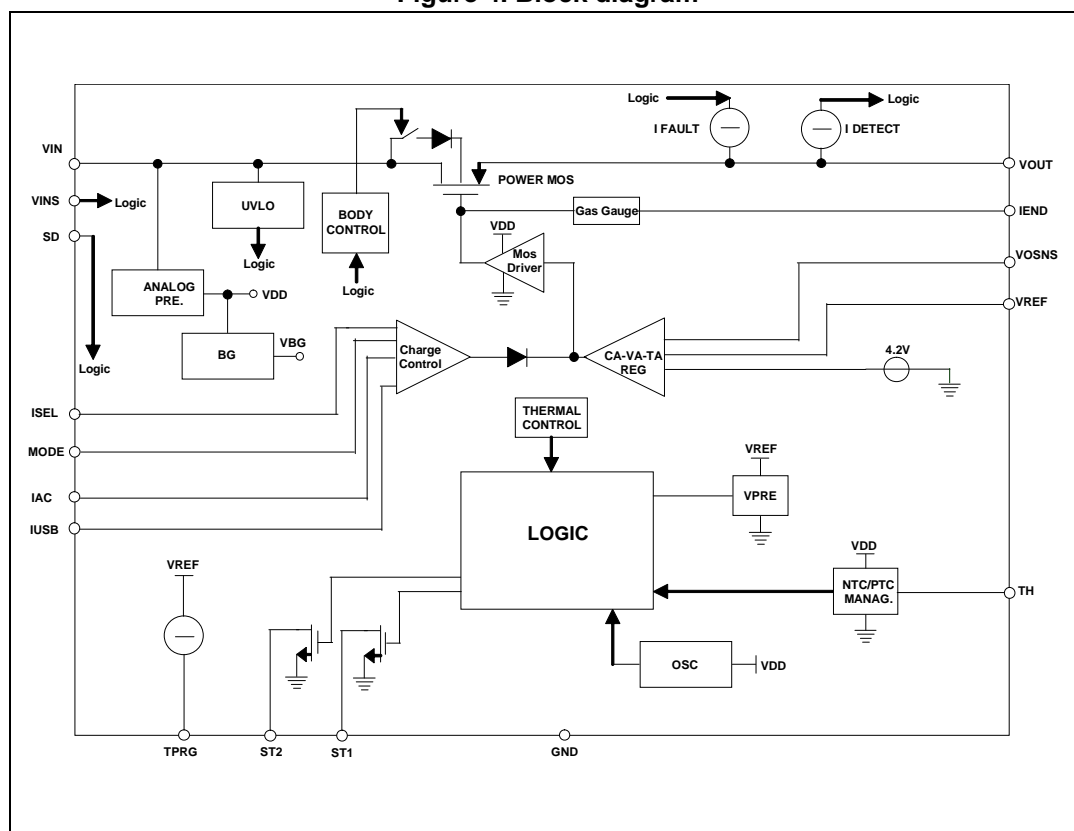 Figure 4. Block diagram
Logic
Logic
I FAULT
I DETECT
VIN
VOUT
POWER MOS
VINS
Logic
UVLO
BODY
CONTROL
Gas Gauge
IEND
SD
VDD
Mos
Driver
VOSNS
Logic
Logic
ANALOG
PRE.
VDD
VREF
BG
VBG
Charge
Control
CA-VA-TA
REG
4.2V
Logic
ISEL
THERMAL
CONTROL
MODE
VREF
IAC
VPRE
IUSB
LOGIC
VDD
VREF
NTC/PTC
MANAG.
TH
OSC
VDD
TPRG
ST2
ST1
GND